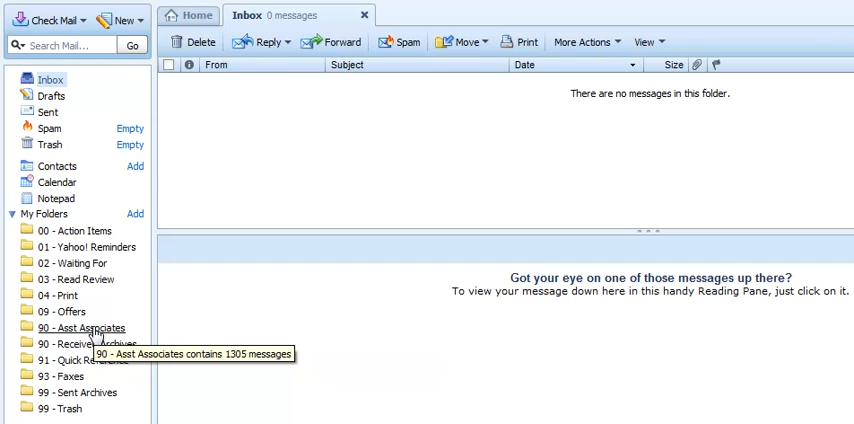 Check Mail New
Home Inbox 0 messages
Search Mail... Go
Delete Reply Forward Spam Move Print More Actions View
From Subject Date Size
There are no messages in this folder.
Inbox
Drafts
Sent
Spam Empty
Trash Empty
Contacts Add
Calendar
Notepad
My Folders Add
00 - Action Items
01 - Yahoo! Reminders
02 - Waiting For
03 - Read Review
04 - Print
09 - Offers
90 - Asst Associates
90 - Received Archives
91 - Quick Reference
93 - Faxes
99 - Sent Archives
99 - Trash
90 - Asst Associates contains 1305 messages
Got your eye on one of those messages up there?
To view your message down here in this handy Reading Pane, just click on it.